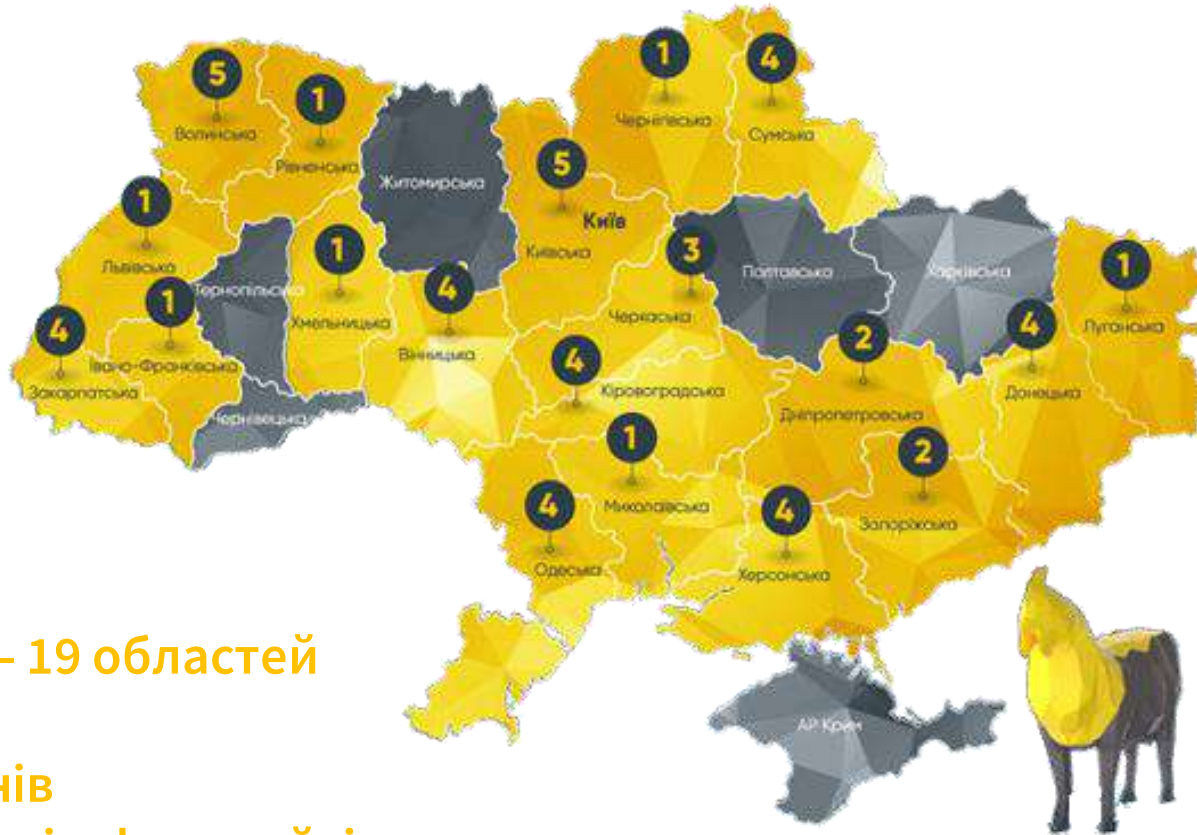 1
4
5
Чернігівська
Сумська
1
Волинська
Рівненська
5
Житомирська
1
Київ
Київська
1
3
Львівська
Полтавська
Харківська
1
Тернопільська
4
1
Черкаська
4
Луганська
Хмельницька
2
4
Вінницька
4
Івано-Франківська
Кіровоградська
Донецька
Закарпатська
Дніпропетровська
Чернівецька
1
2
4
Миколаївська
4
Запорізька
Одеська
Херсонська
– 19 областей
АР Крим
нів